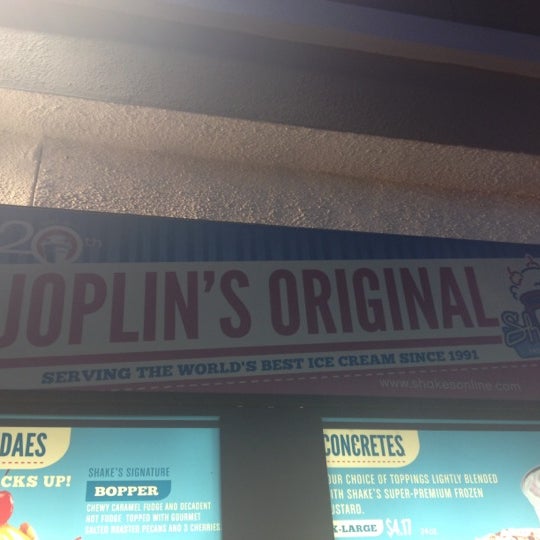 20th
JOPLIN'S ORIGINAL
SERVING THE WORLD'S BEST ICE CREAM SINCE 1991
www.shakesonline.com
DAES
CKS UP!
SHAKE'S SIGNATURE
BOPPER
CHEWY CARAMEL FUDGE AND DECADENT
HOT FUDGE TOPPED WITH GOURMET
SALTED ROASTED PECANS AND 3 CHERRIES
CONCRETES
OUR CHOICE OF TOPPINGS LIGHTLY BLENDED
ITH SHAKE'S SUPER-PREMIUM FROZEN
USTARD.
X-LARGE $4.17